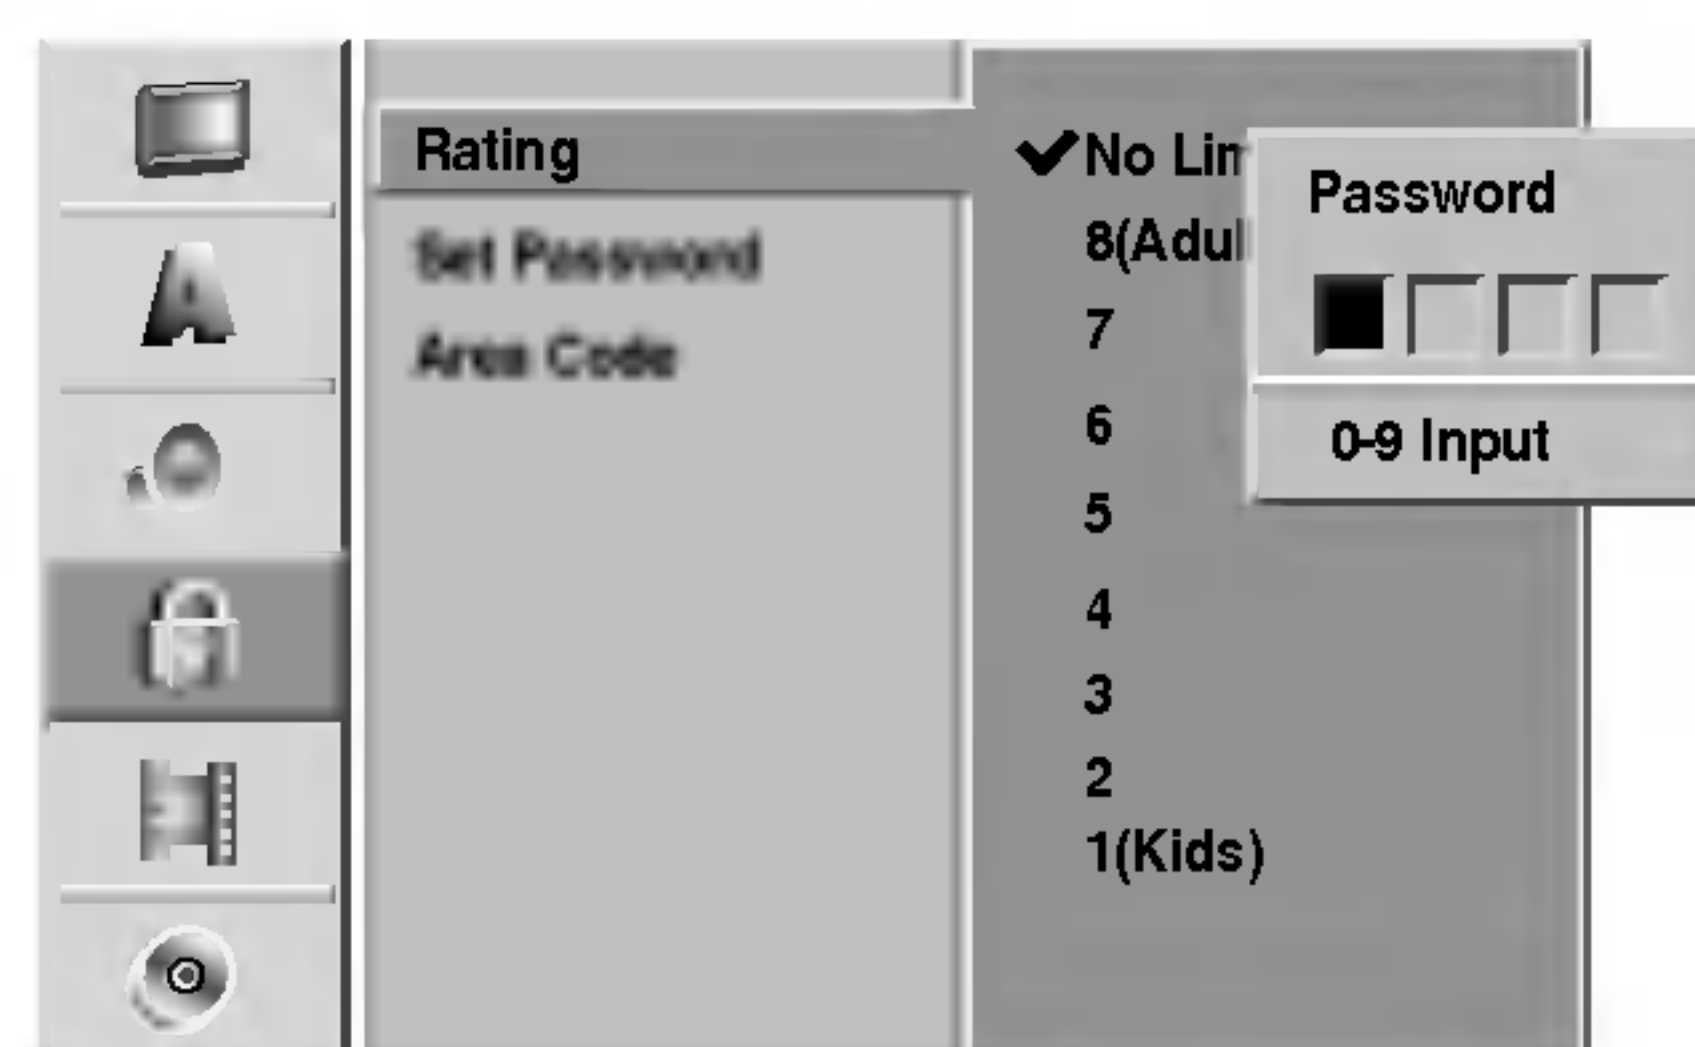 Rating
Set Password
Area Code
No Lim
8(Adul
7
6
5
4
3
2
1(Kids)
Password
0-9 Input